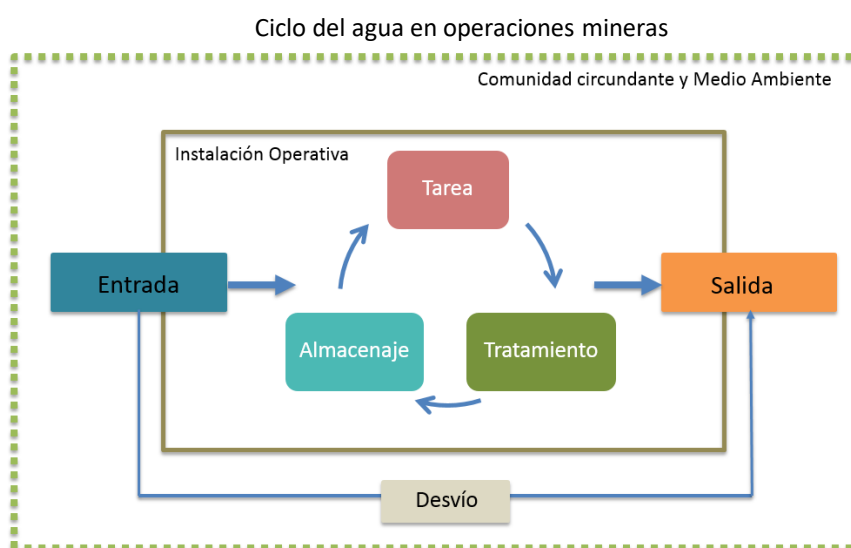 Ciclo del agua en operaciones mineras
Comunidad circundante y Medio Ambiente
Instalación Operativa
Tarea
Entrada
Salida
Almacenaje
Tratamiento
Desvío